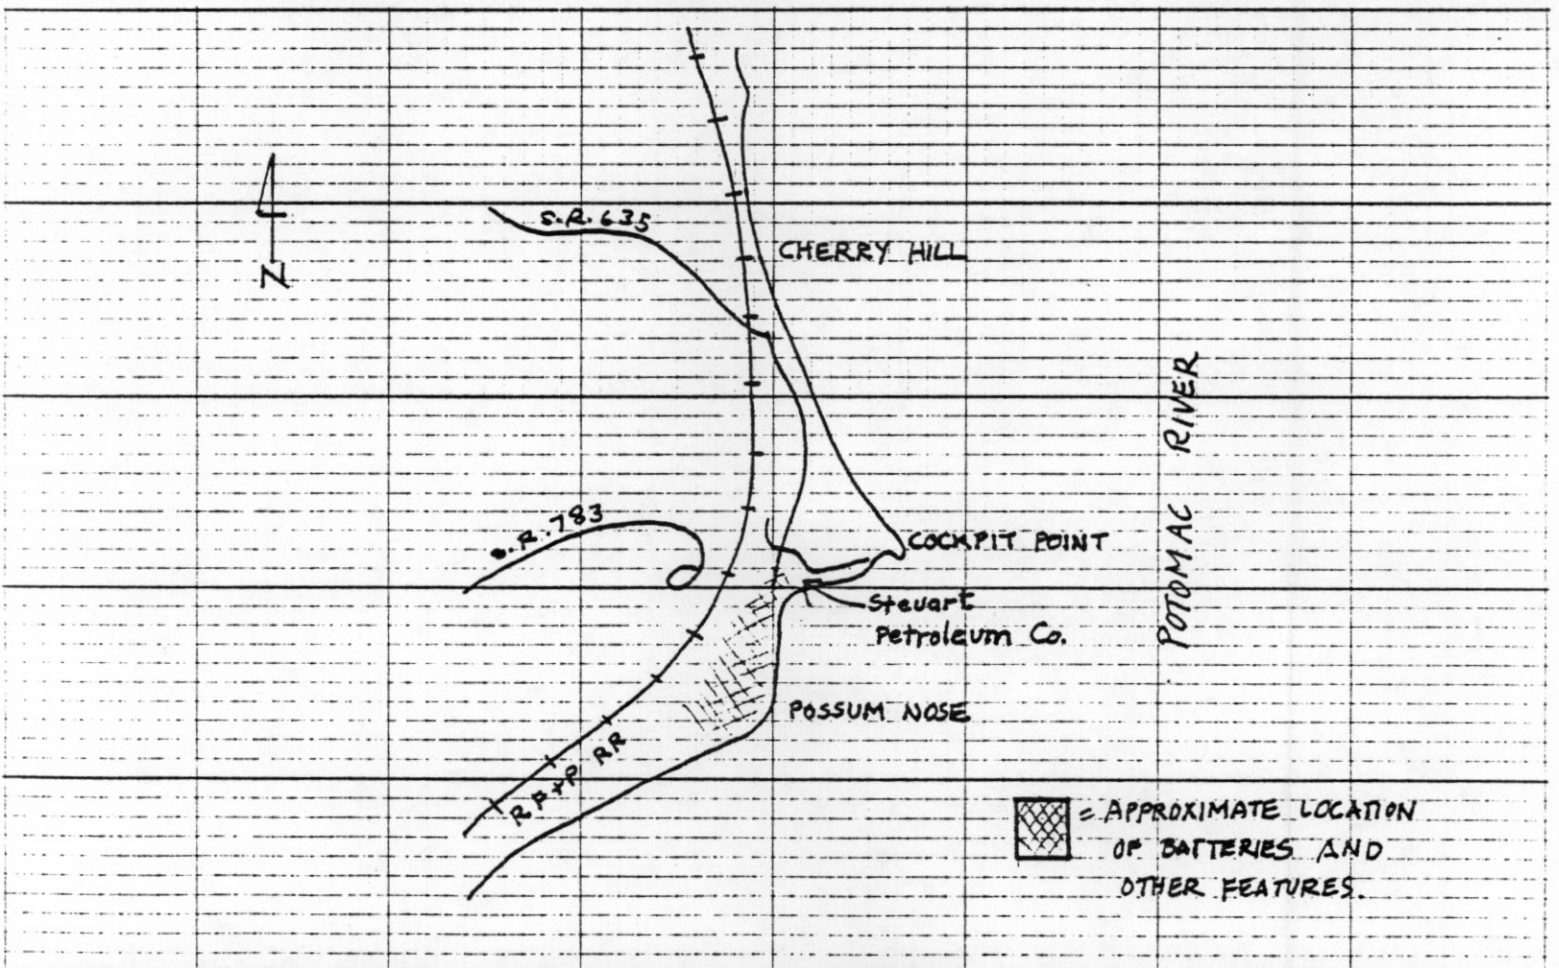 S.R. 635
CHERRY HILL
N
POTOMAC RIVER
S.R. 783
COCKPIT POINT
Steuart
Petroleum Co.
POSSUM NOSE
RF+P RR
= APPROXIMATE LOCATION
OF BATTERIES AND
OTHER FEATURES.